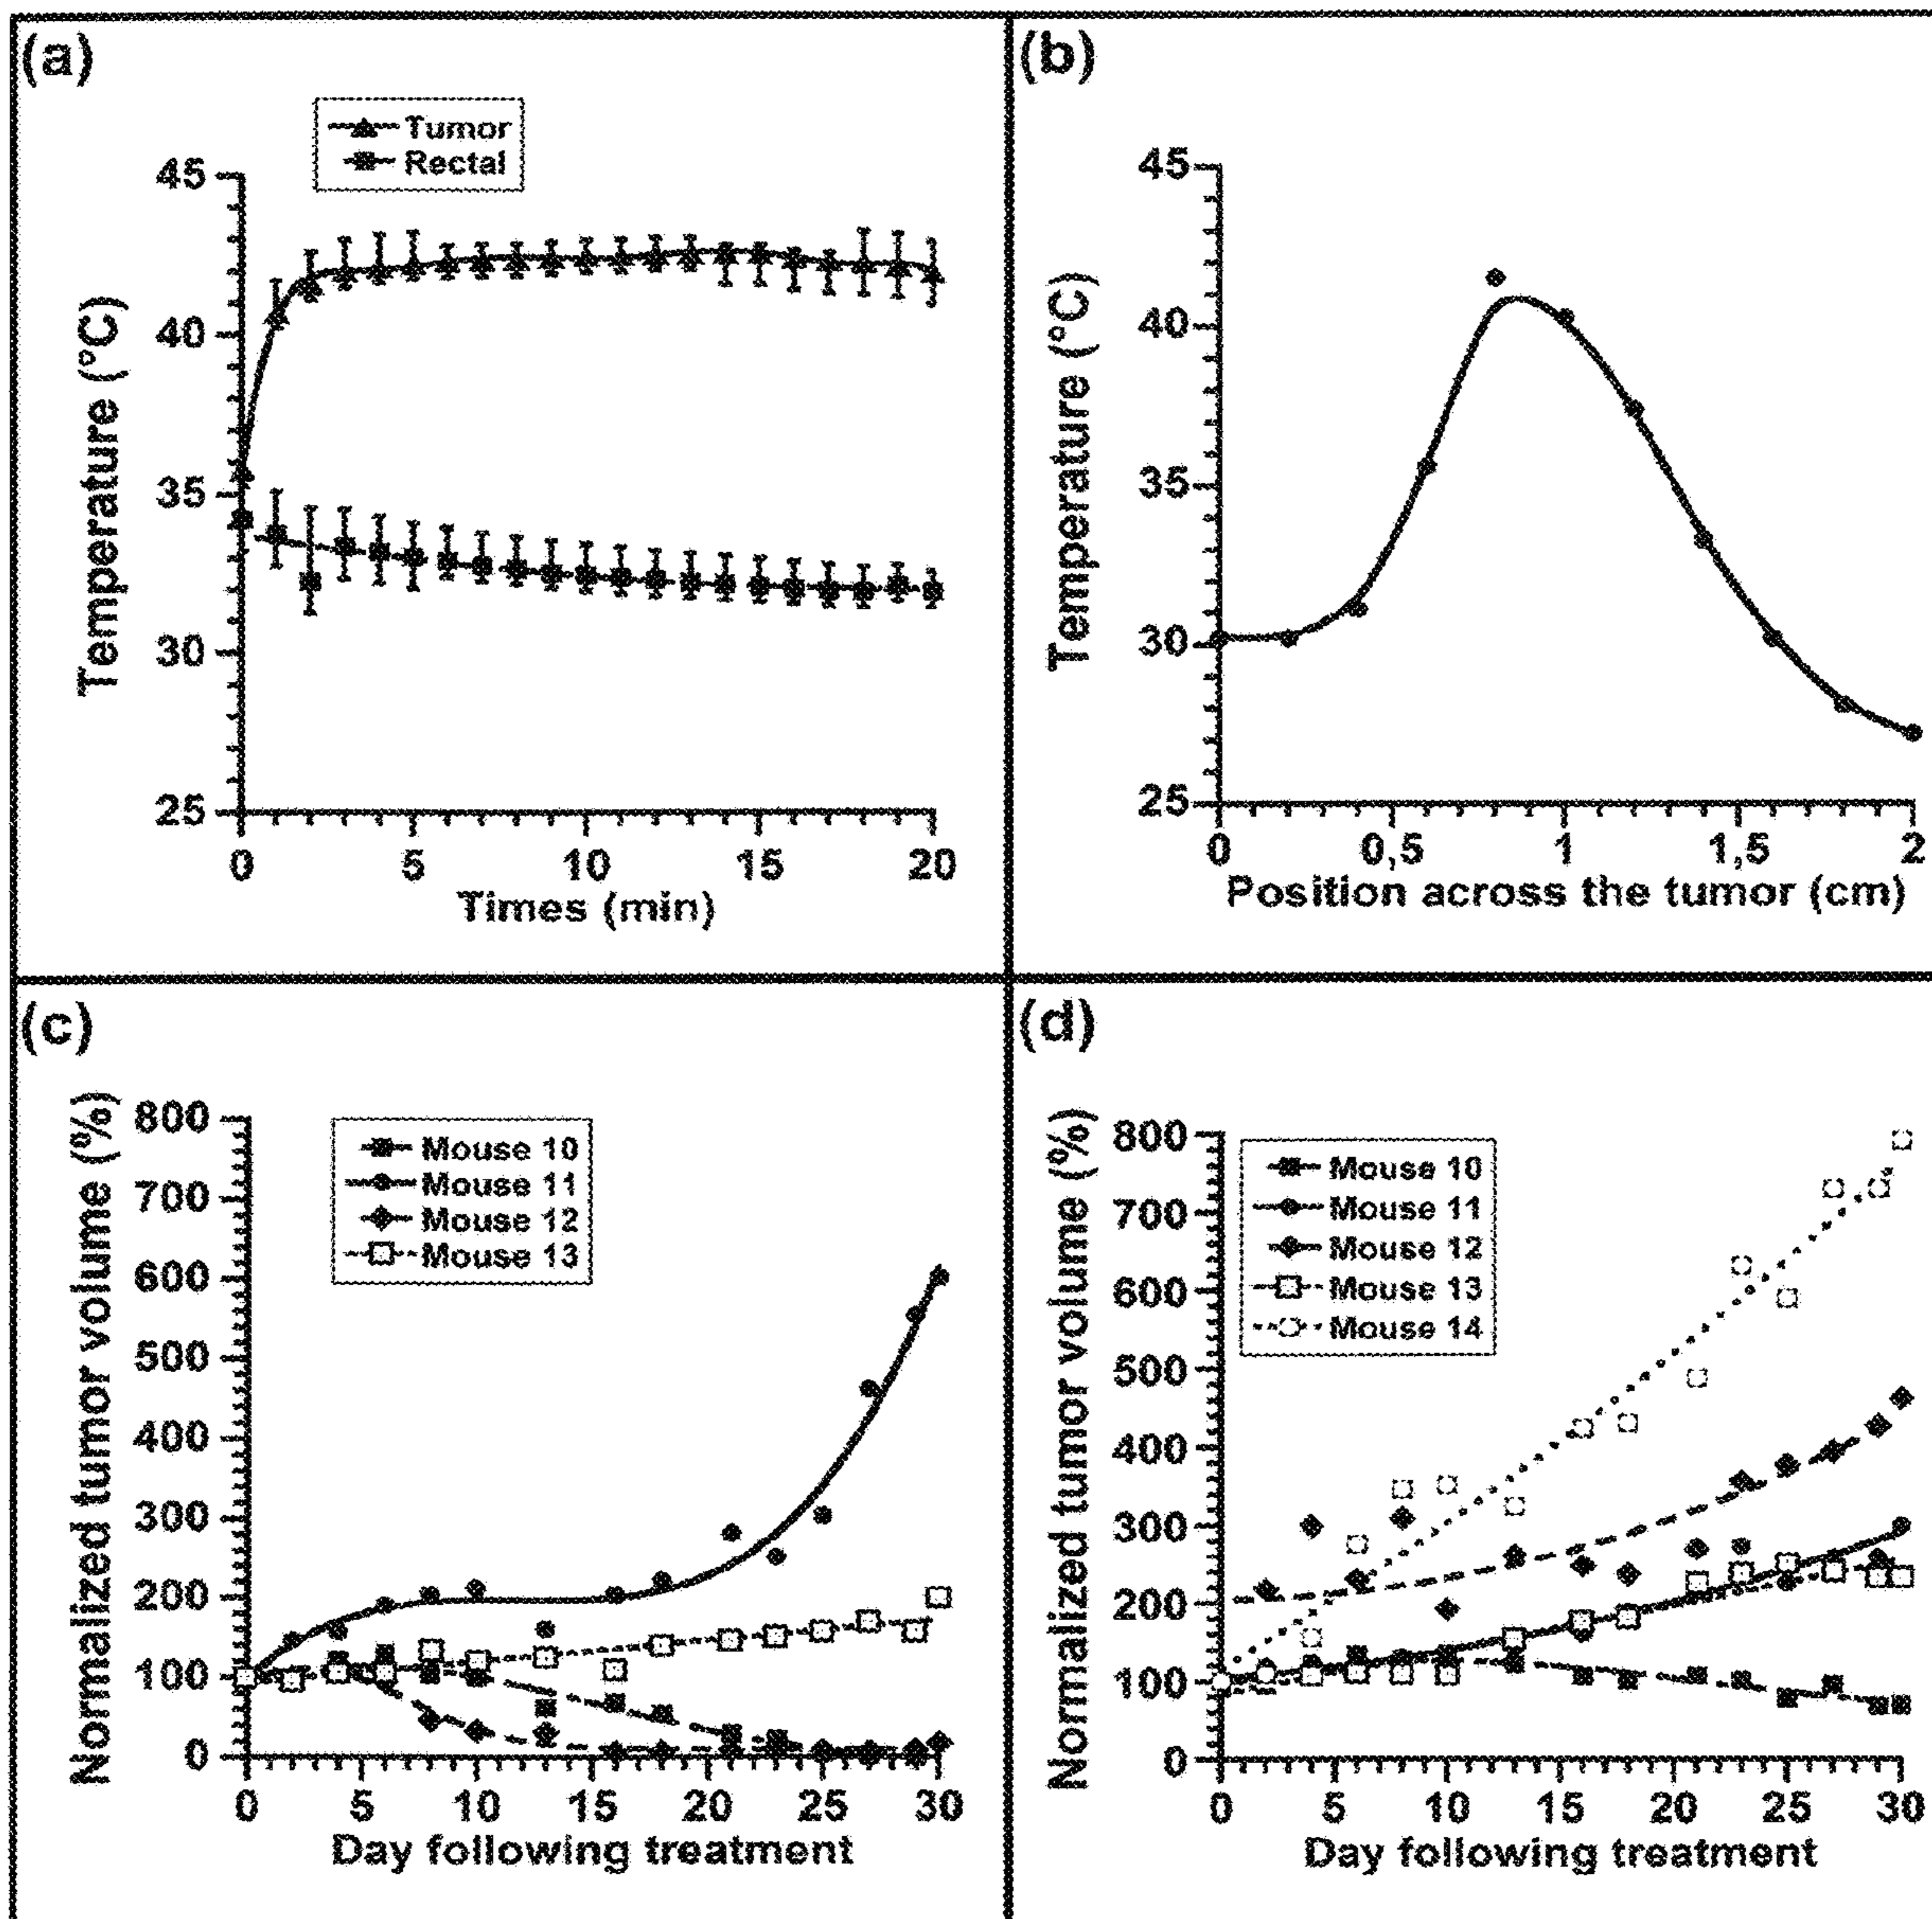 (a)
Tumor
Rectal
45
40
35
30
25
Temperature (°C)
0 5 10 15 20
Times (min)
(b)
45
40
35
30
25
Temperature (°C)
0 0,5 1 1,5 2
Position across the tumor (cm)
(c)
Mouse 10
Mouse 11
Mouse 12
Mouse 13
800
700
600
500
400
300
200
100
0
Normalized tumor volume (%)
0 5 10 15 20 25 30
Day following treatment
(d)
Mouse 10
Mouse 11
Mouse 12
Mouse 13
Mouse 14
800
700
600
500
400
300
200
100
0
Normalized tumor volume (%)
0 5 10 15 20 25 30
Day following treatment